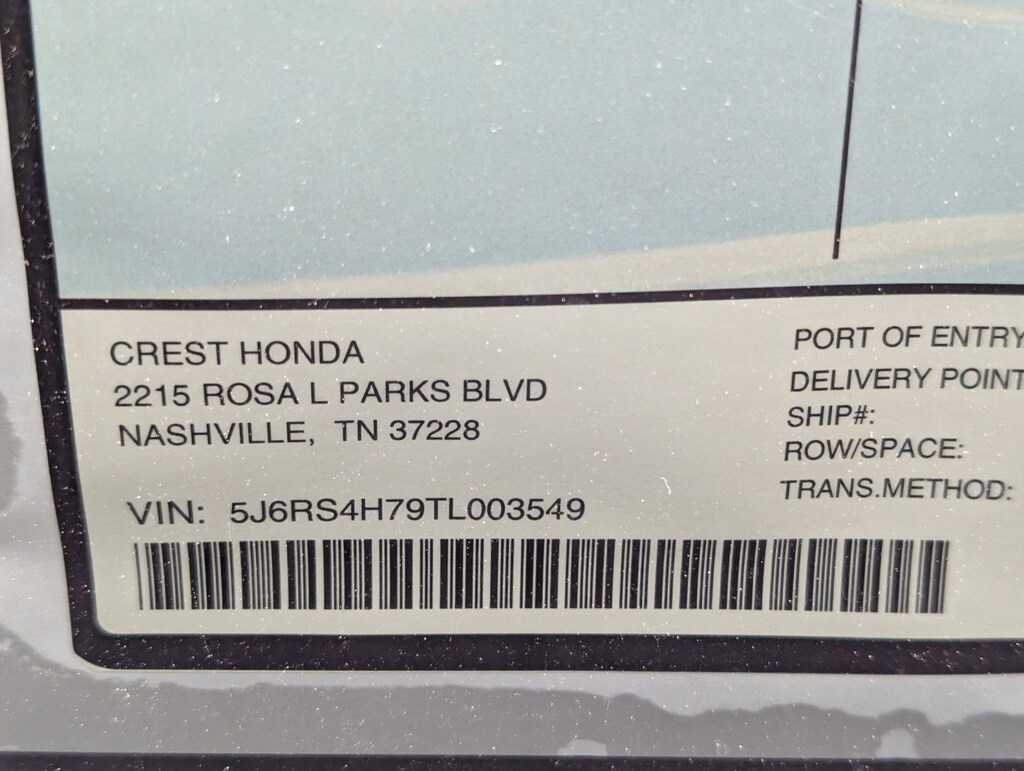 CREST HONDA
2215 ROSA L PARKS BLVD
NASHVILLE, TN 37228
VIN: 5J6RS4H79TL003549
PORT OF ENTRY
DELIVERY POINT
SHIP#:
ROW/SPACE:
TRANS.METHOD: